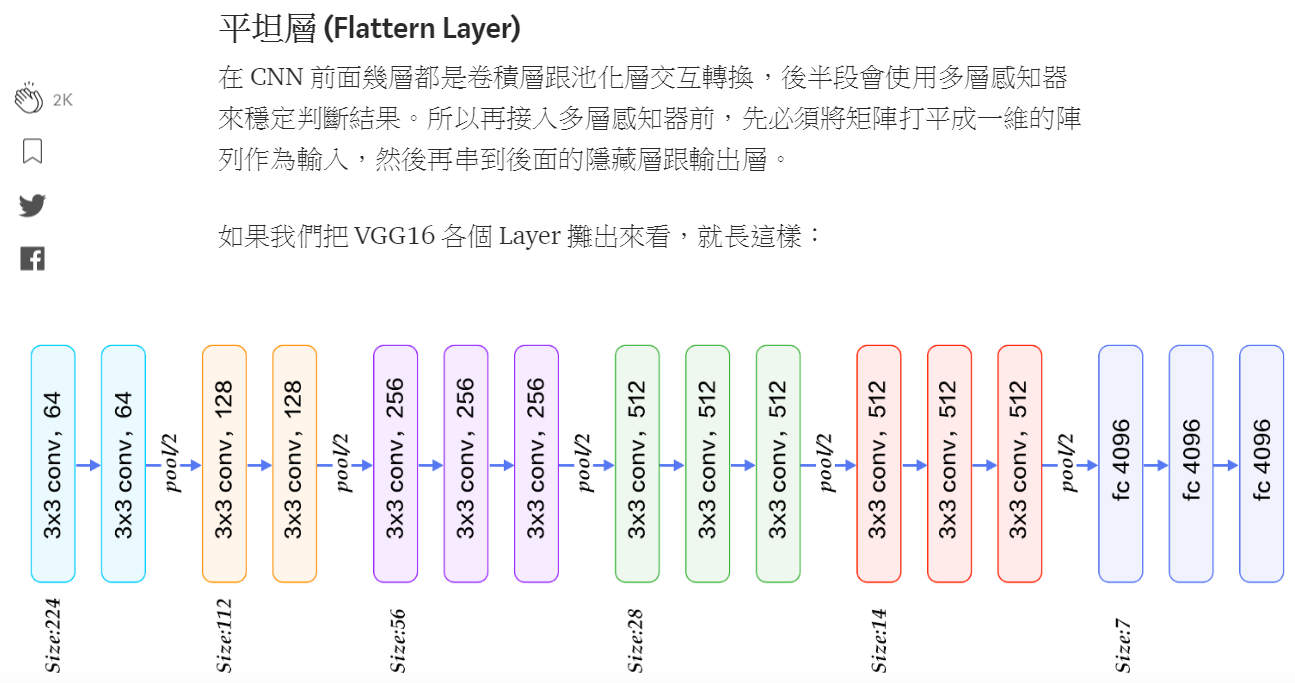 平坦層 (Flattern Layer)
在 CNN 前面幾層都是卷積層跟池化層交互轉換，後半段會使用多層感知器
來穩定判斷結果。所以再接入多層感知器前，先必須將矩陣打平成一維的陣
列作為輸入，然後再串到後面的隱藏層跟輸出層。
2K
如果我們把 VGG16 各個 Layer 攤出來看，就長這樣：
3x3 conv, 64
3x3 conv, 64
pool/2
3x3 conv, 128
3x3 conv, 128
pool/2
3x3 conv, 256
3x3 conv, 256
3x3 conv, 256
pool/2
3x3 conv, 512
3x3 conv, 512
3x3 conv, 512
pool/2
3x3 conv, 512
3x3 conv, 512
3x3 conv, 512
pool/2
fc 4096
fc 4096
fc 4096
Size:224
Size:112
Size:56
Size:28
Size:14
Size:7